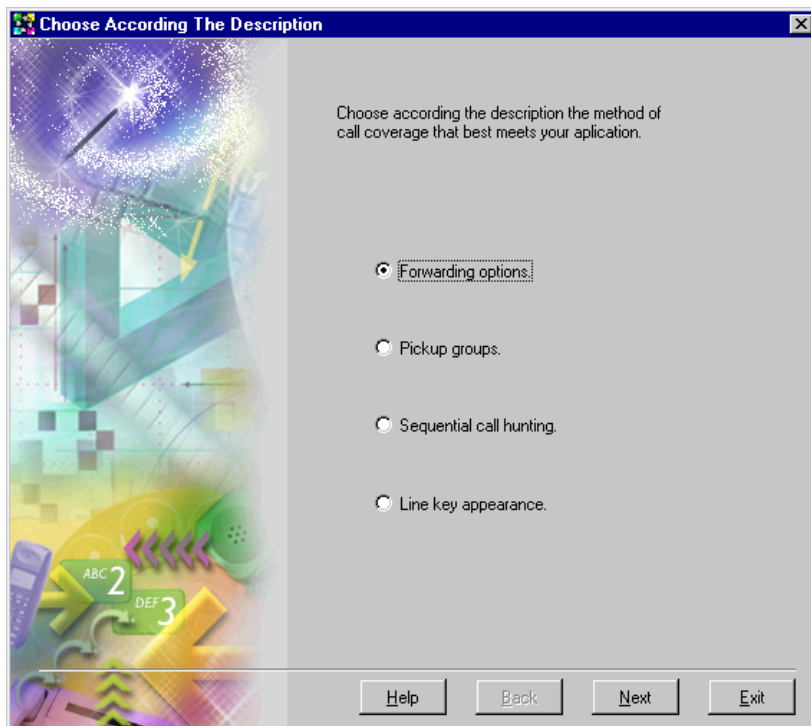 Choose According The Description
Choose according the description the method of
call coverage that best meets your aplication.
Forwarding options.
Pickup groups.
Sequential call hunting.
Line key appearance.
ABC 2
DEF 3
Help
Back
Next
Exit